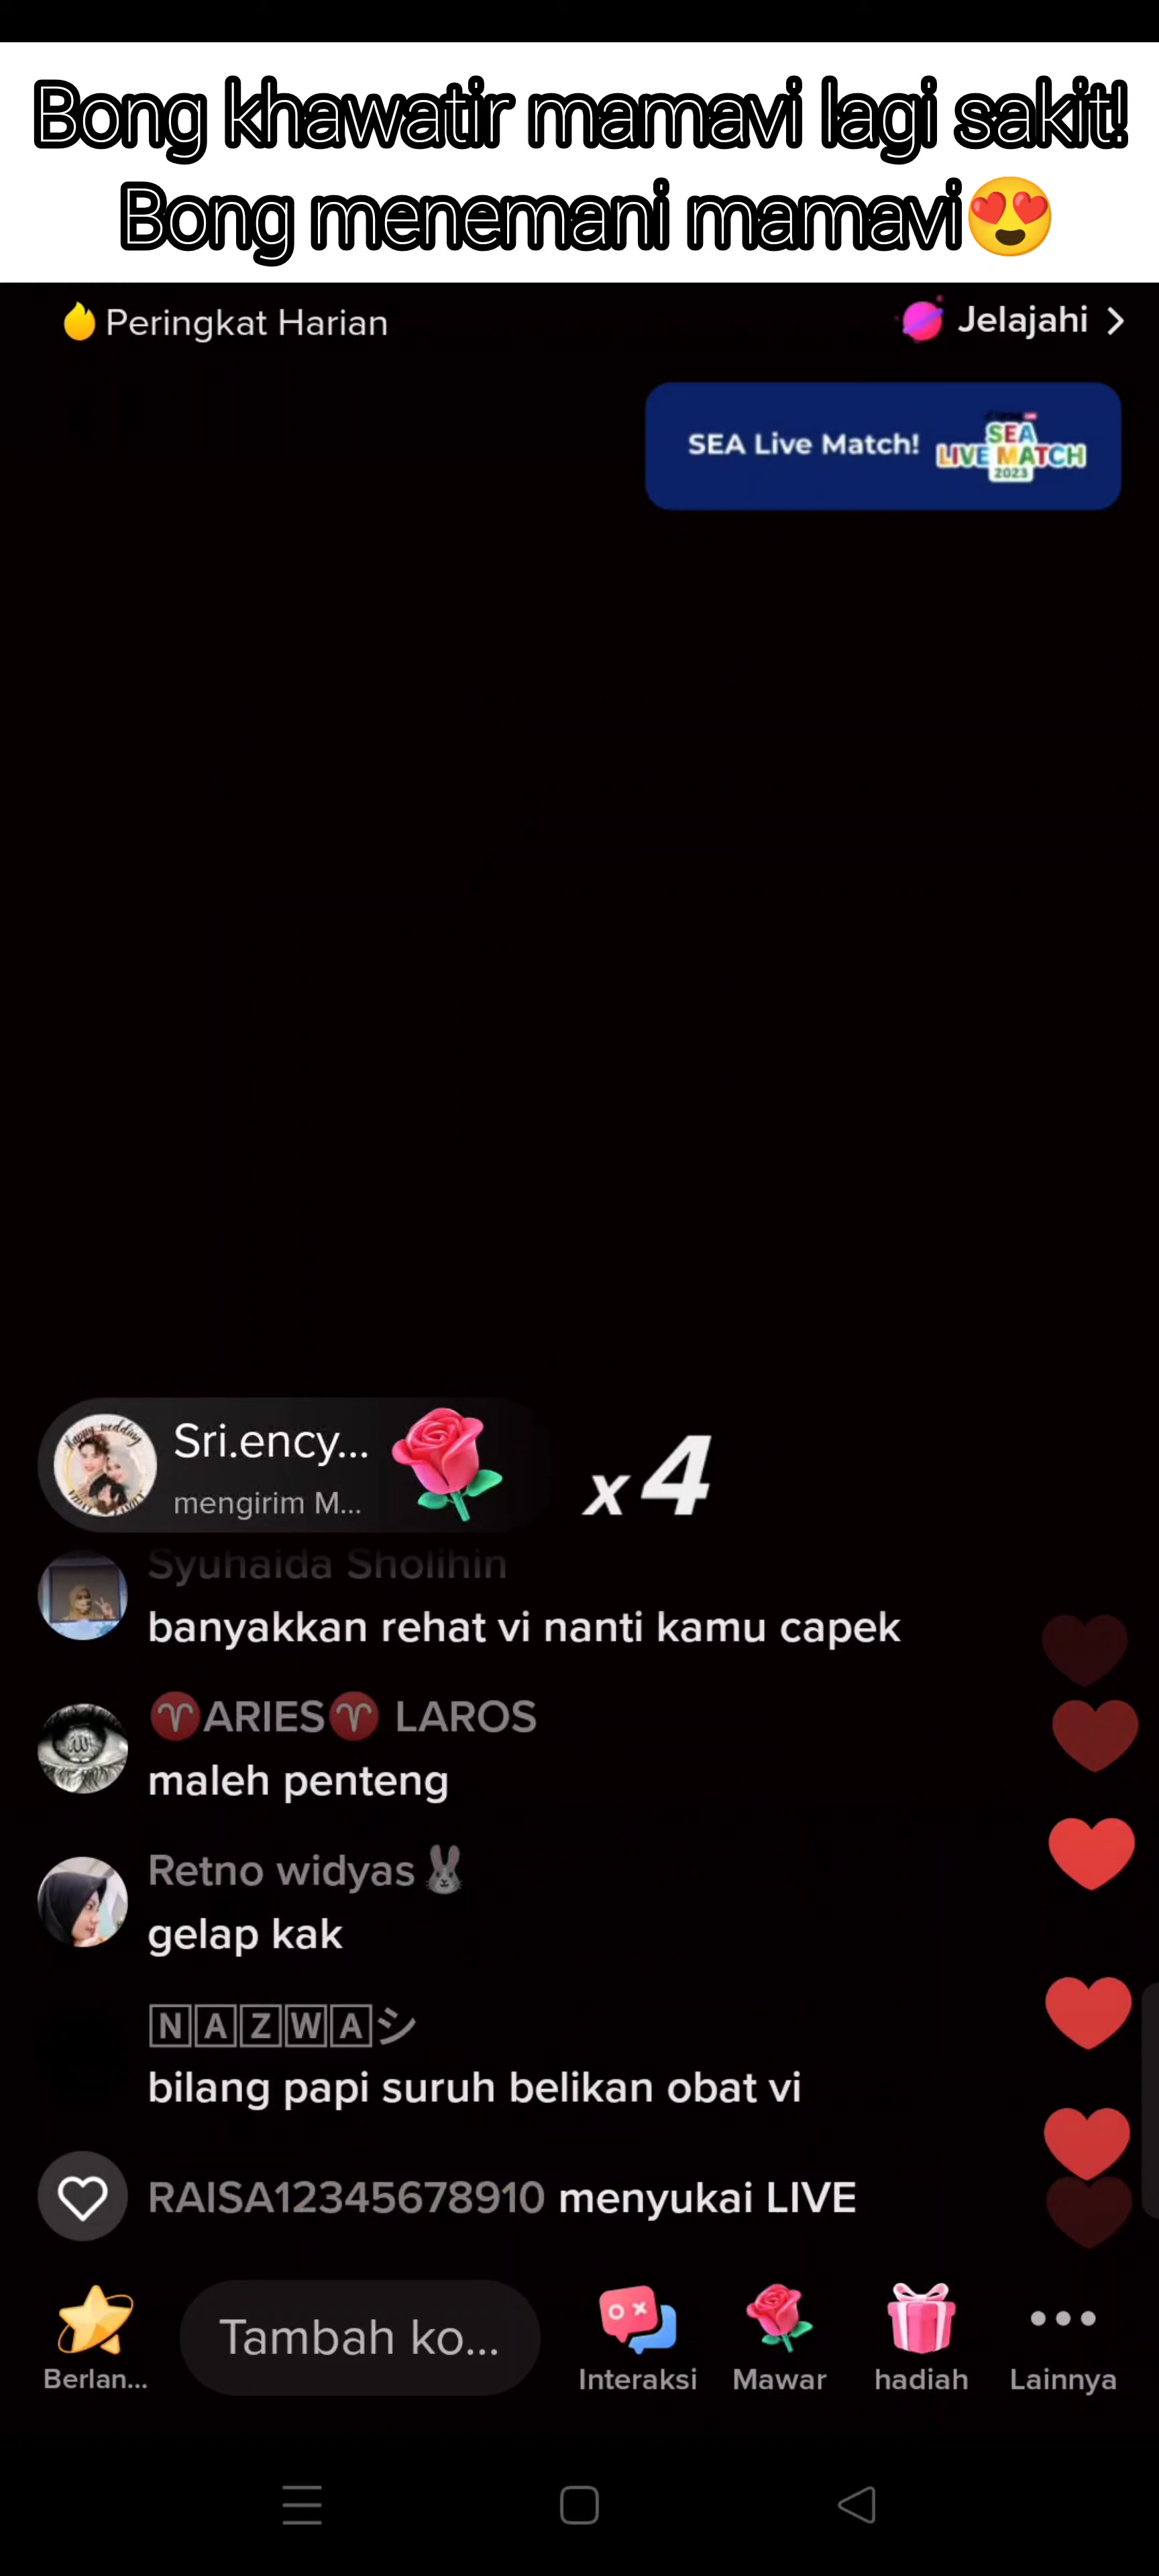 Bong khawatir mamavi lagi sakit!
Bong menemani mamavi😍
Peringkat Harian
Jelajahi >
SEA Live Match!
SEA
LIVE MATCH
2023
Sri.ency...
mengirim M...
x4
Syuhaida Sholihin
banyakkan rehat vi nanti kamu capek
♈ARIES♈ LAROS
maleh penteng
Retno widyas🐰
gelap kak
🄽🄰🅉🅆🄰シ
bilang papi suruh belikan obat vi
RAISA12345678910 menyukai LIVE
Tambah ko...
Berlan...
Interaksi
Mawar
hadiah
Lainnya